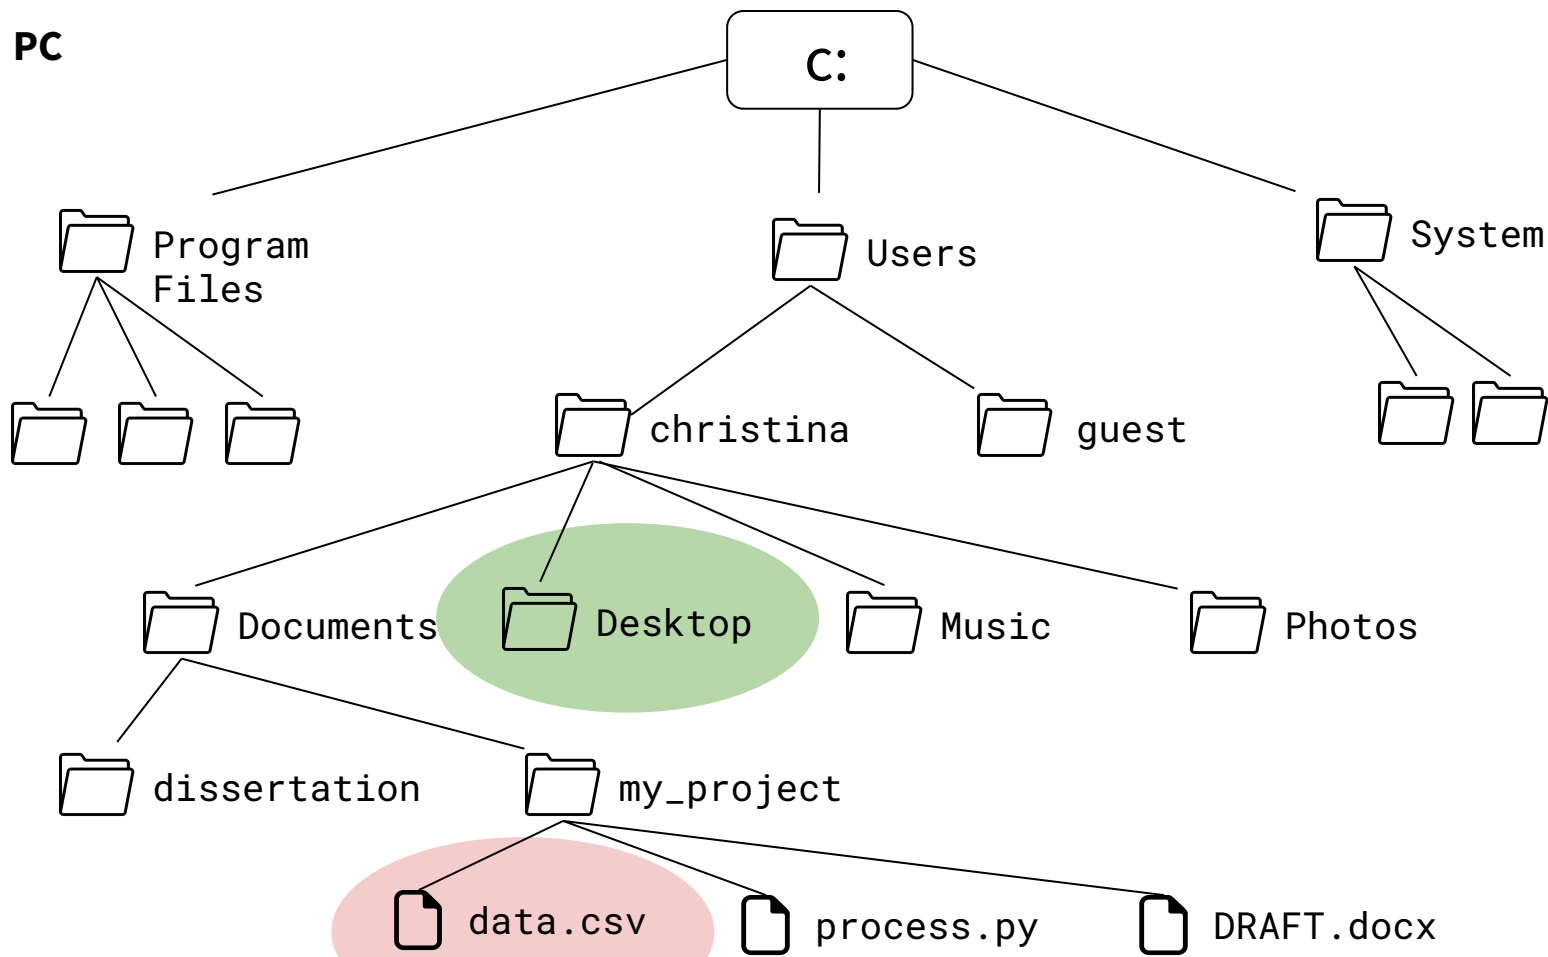 PC
C:
Program
Files
Users
System
christina
guest
Documents
Desktop
Music
Photos
dissertation
my_project
data.csv
process.py
DRAFT.docx